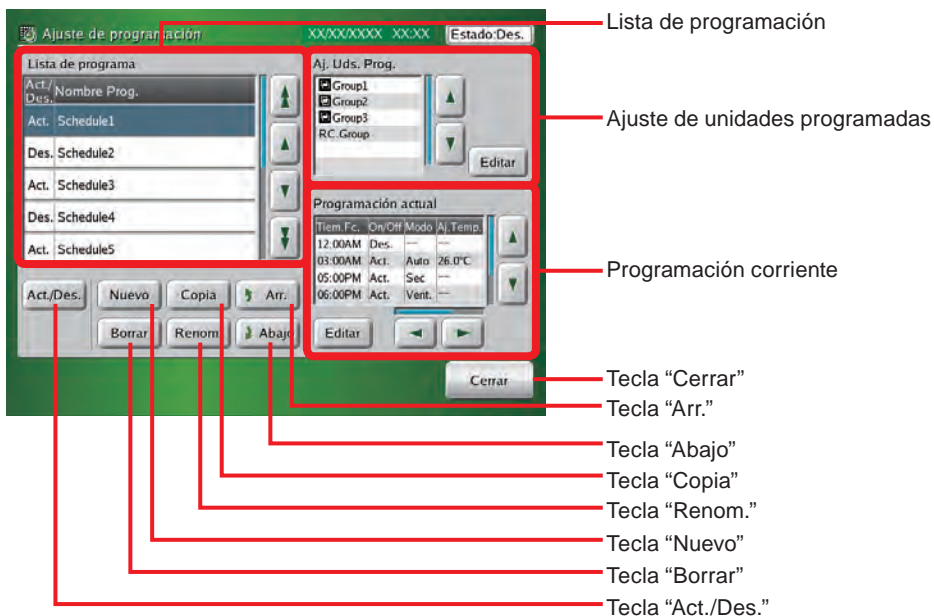 Ajuste de programación XX/XX/XXXX XX:XX Estado:Des.
Lista de programa
Act./Des. Nombre Prog.
Act. Schedule1
Des. Schedule2
Act. Schedule3
Des. Schedule4
Act. Schedule5
Aj. Uds. Prog.
Group1
Group2
Group3
RC.Group
Editar
Programación actual
Tiem.Fc. On/Off Modo Aj.Temp.
12:00AM Des. --- ---
03:00AM Act. Auto 26.0°C
05:00PM Act. Sec ---
06:00PM Act. Vent. ---
Editar
Act./Des. Nuevo Copia Arr.
Borrar Renom. Abajo
Cerrar
Lista de programación
Ajuste de unidades programadas
Programación corriente
Tecla “Cerrar”
Tecla “Arr.”
Tecla “Abajo”
Tecla “Copia”
Tecla “Renom.”
Tecla “Nuevo”
Tecla “Borrar”
Tecla “Act./Des.”